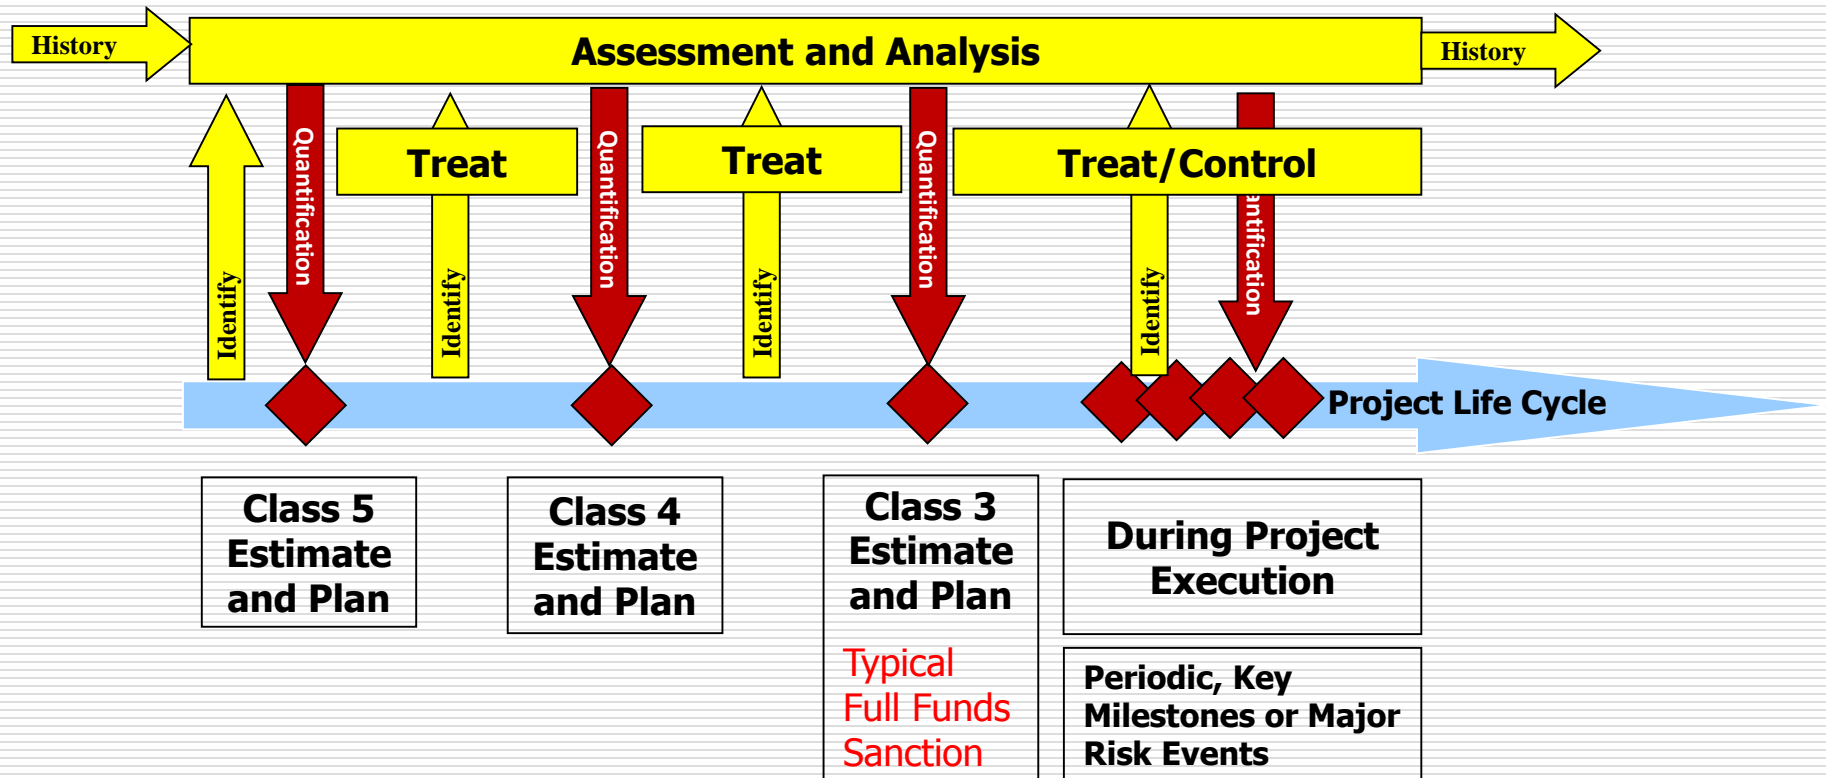 History
Assessment and Analysis
History
Identify
Quantification
Treat
Identify
Quantification
Treat
Identify
Quantification
Treat/Control
Identify
antification
Project Life Cycle
Class 5
Estimate
and Plan
Class 4
Estimate
and Plan
Class 3
Estimate
and Plan
Typical
Full Funds
Sanction
During Project
Execution
Periodic, Key
Milestones or Major
Risk Events